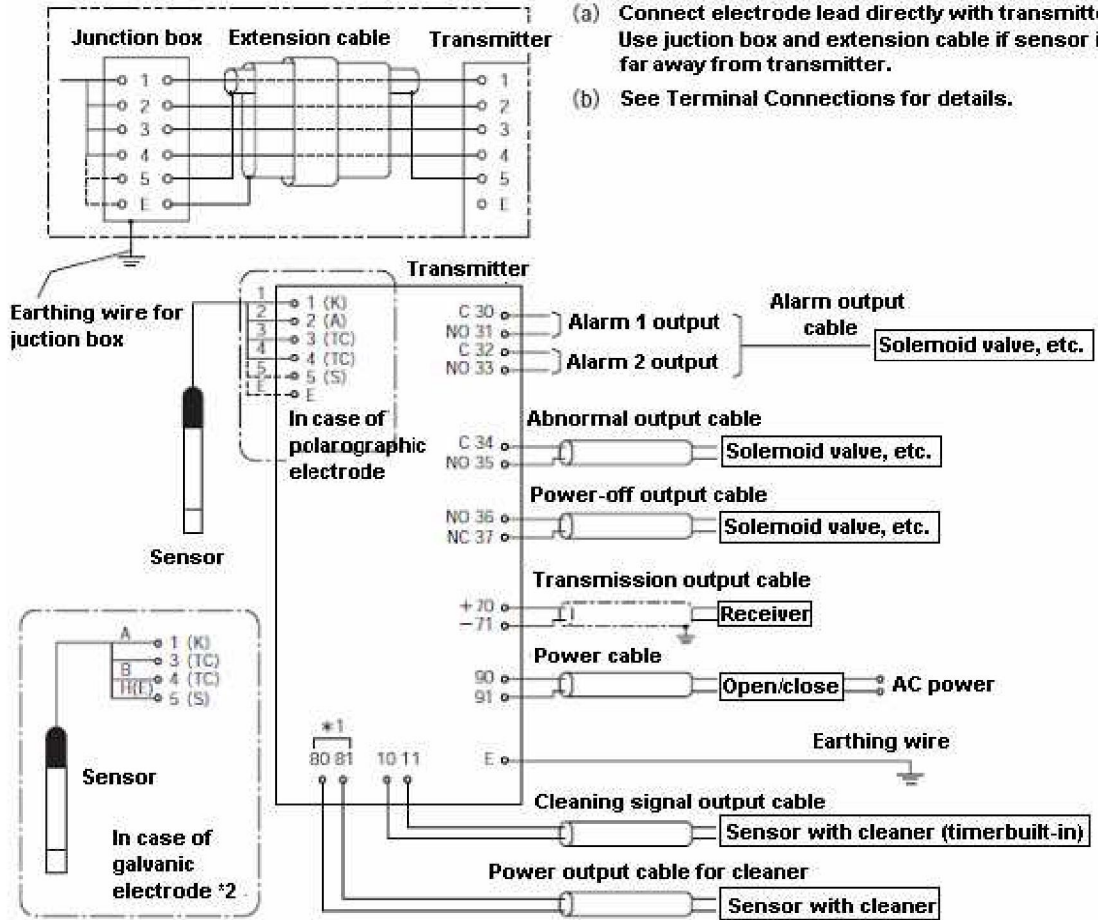 (a) Connect electrode lead directly with transmitte
Use juction box and extension cable if sensor i
far away from transmitter.
(b) See Terminal Connections for details.
Junction box
Extension cable
Transmitter
1
2
3
4
5
E
1
2
3
4
5
E
Earthing wire for
juction box
Transmitter
1
2
3
4
5
E
1 (K)
2 (A)
3 (TC)
4 (TC)
5 (S)
E
In case of
polarographic
electrode
Sensor
C 30
NO 31
C 32
NO 33
Alarm 1 output
Alarm 2 output
Alarm output
cable
Solernoid valve, etc.
Abnormal output cable
C 34
NO 35
Solernoid valve, etc.
Power-off output cable
NO 36
NC 37
Solernoid valve, etc.
Transmission output cable
+70
-71
Receiver
Power cable
90
91
Open/close
AC power
Earthing wire
E
*1
80 81
10 11
Cleaning signal output cable
Sensor with cleaner (timerbuilt-in)
Power output cable for cleaner
Sensor with cleaner
A
B
H(E)
1 (K)
3 (TC)
4 (TC)
5 (S)
Sensor
In case of
galvanic
electrode *2